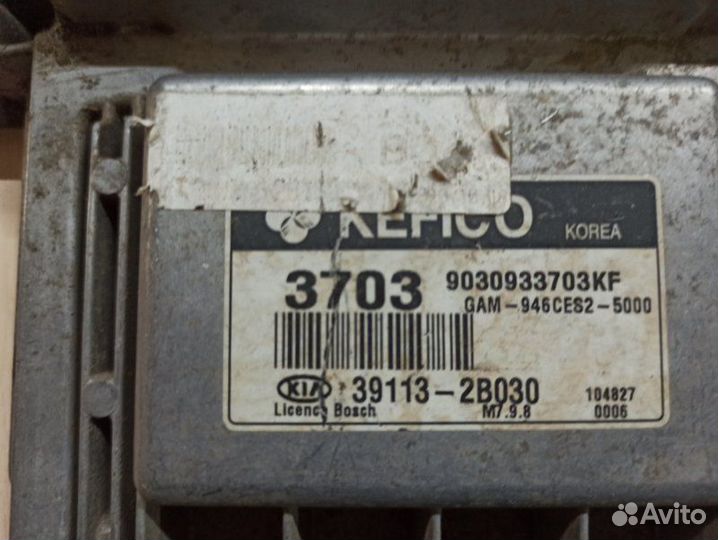 KEFICO KOREA
3703 9030933703KF
GAM-946CES2-5000
KIA 39113-2B030 104827
Licence Bosch M7.9.8 0006
Avito